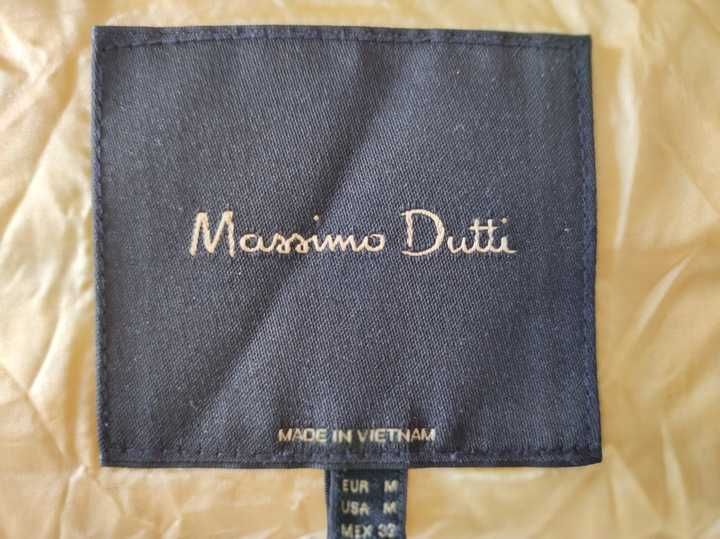 Massimo Dutti
MADE IN VIETNAM
EUR M
USA M
MEX 32